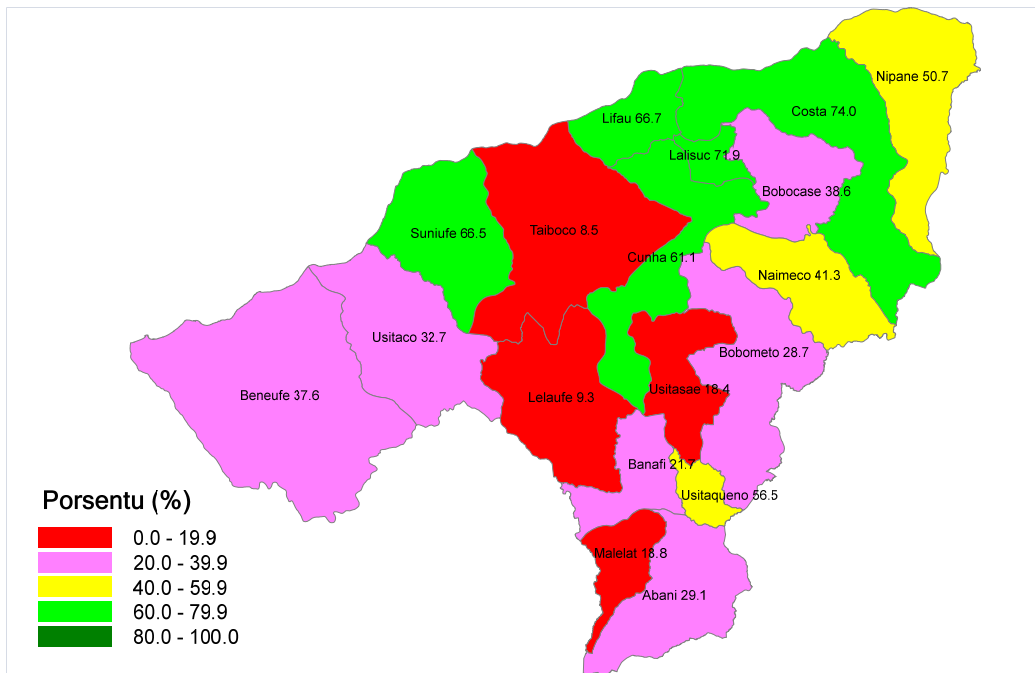 Nipane 50.7
Costa 74.0
Lifau 66.7
Lalisuc 71.9
Bobocase 38.6
Suniufe 66.5
Taiboco 8.5
Cunha 61.1
Naimeco 41.3
Usitaco 32.7
Bobometo 28.7
Beneufe 37.6
Lelaufe 9.3
Usitasae 18.4
Banafi 21.7
Usitaqueno 56.5
Malelat 18.8
Abani 29.1
Porsentu (%)
0.0 - 19.9
20.0 - 39.9
40.0 - 59.9
60.0 - 79.9
80.0 - 100.0